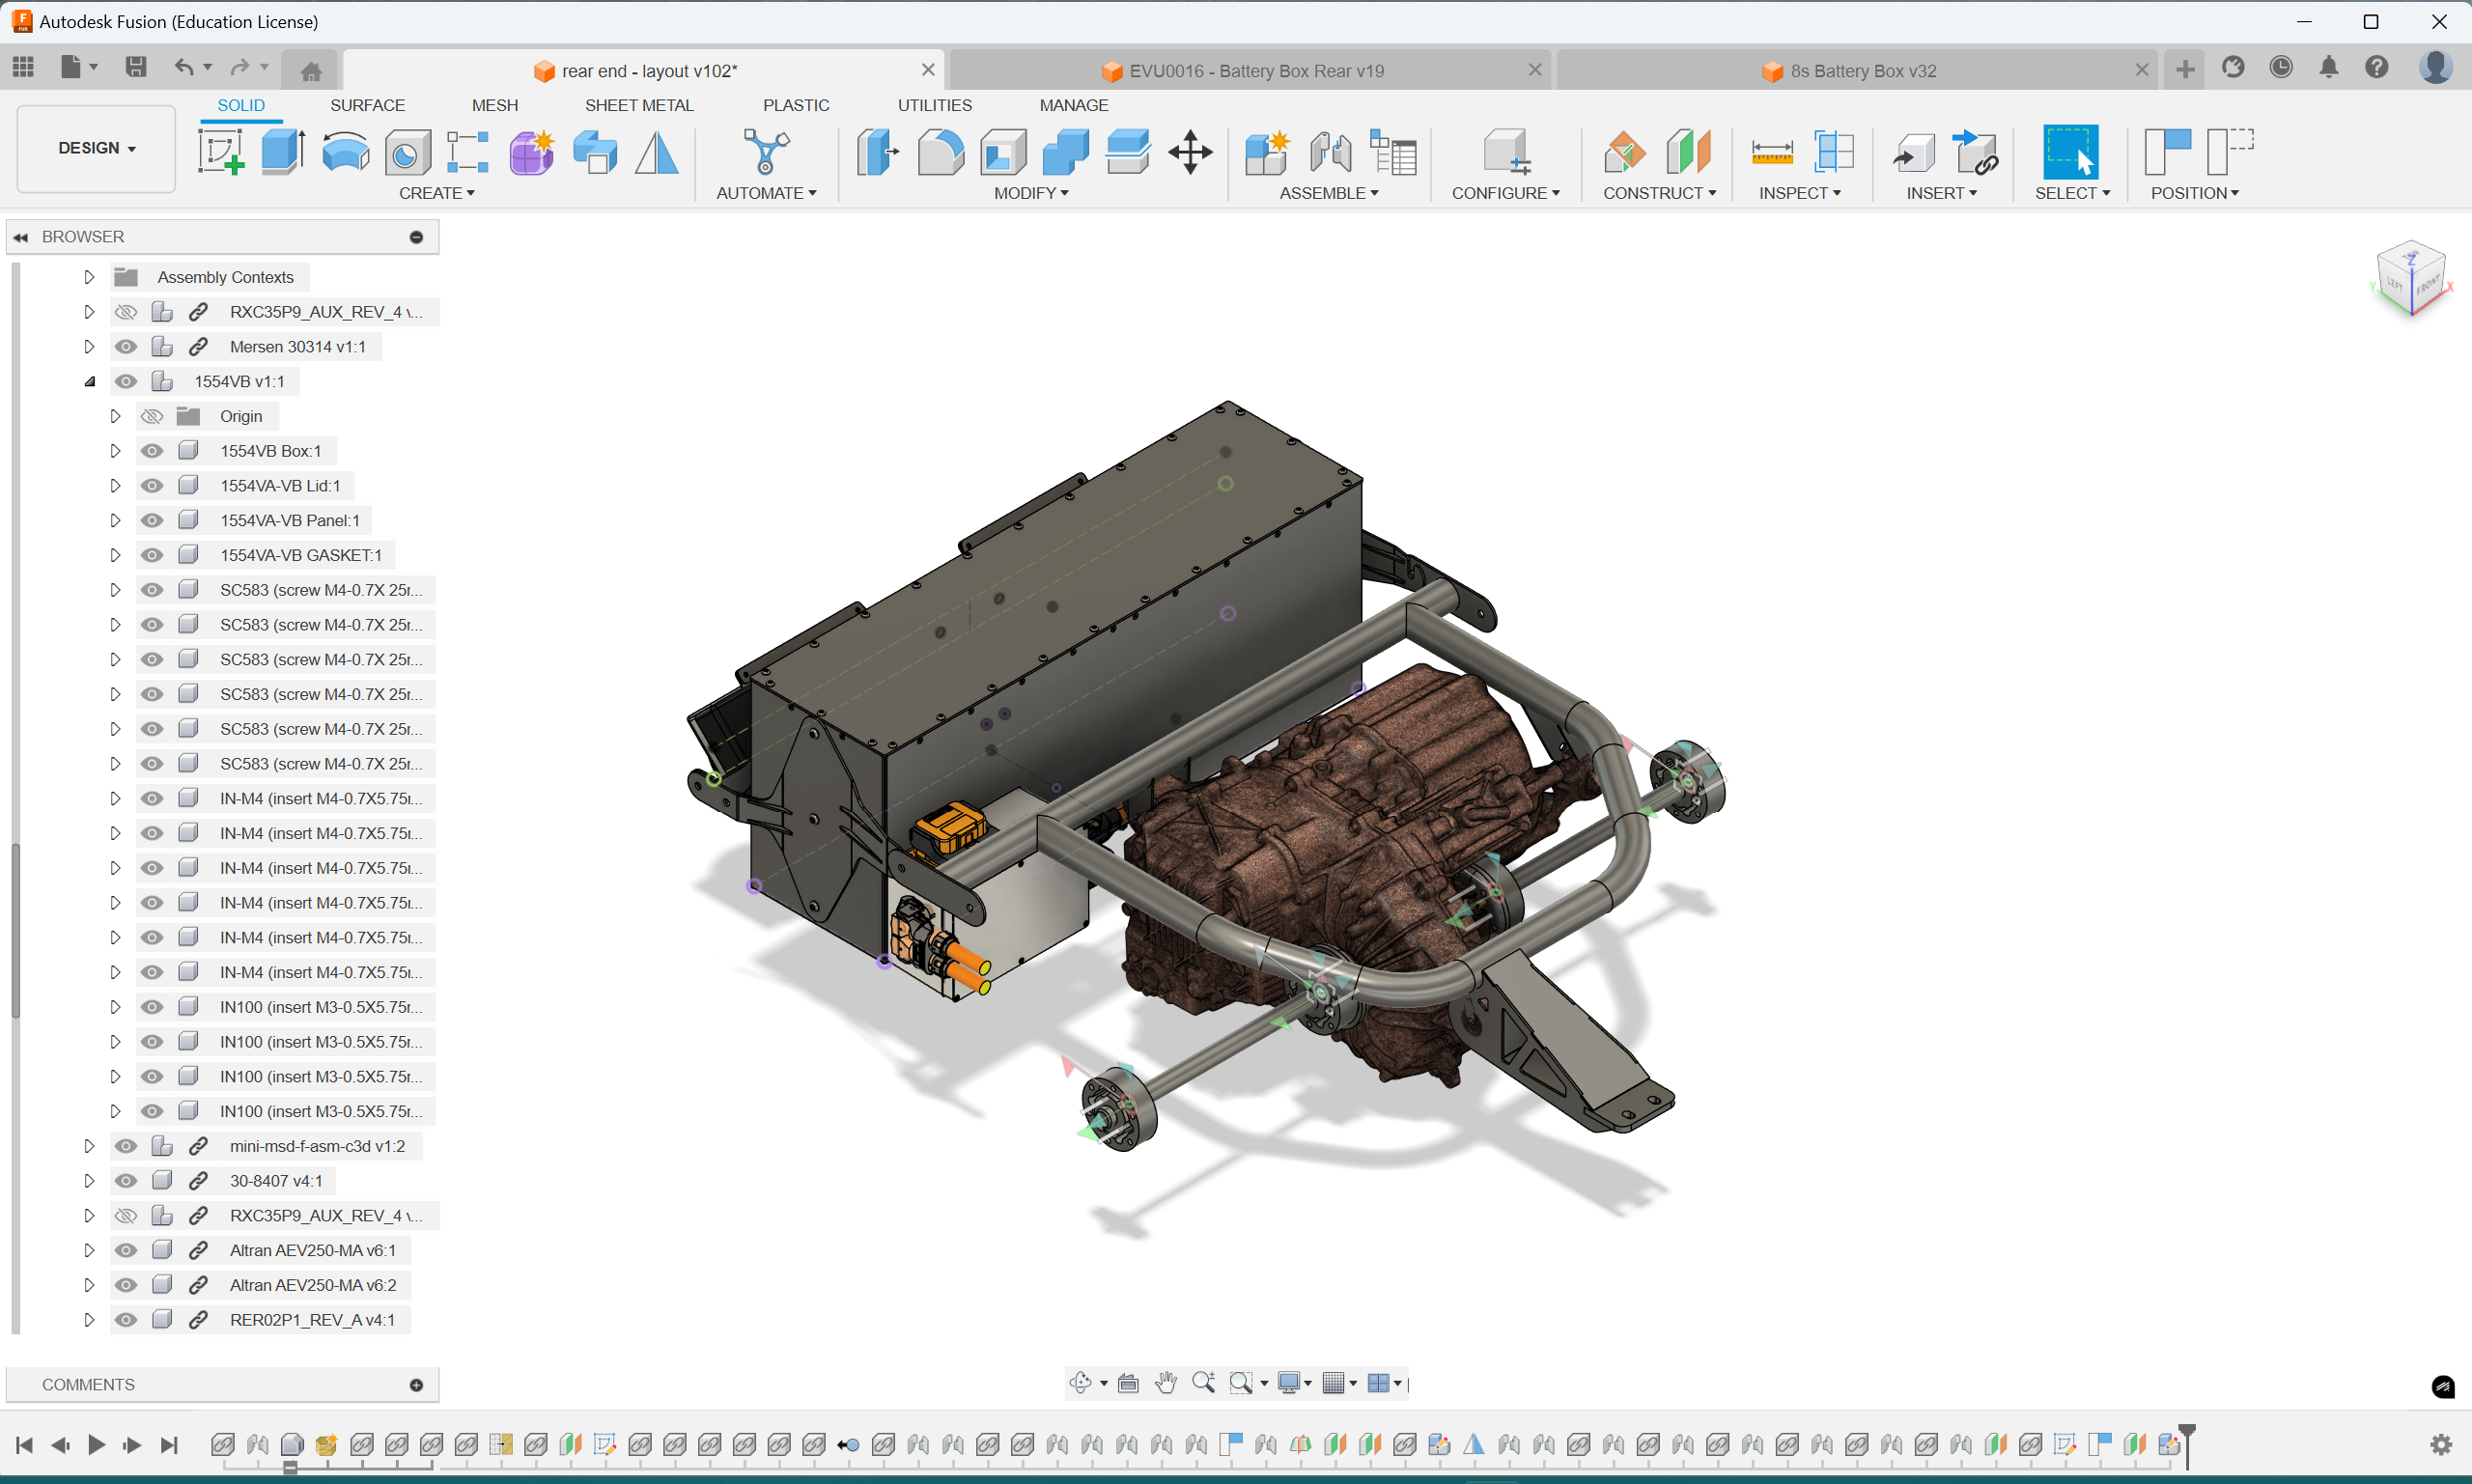 Autodesk Fusion (Education License)
rear end - layout v102*
EVU0016 - Battery Box Rear v19
8s Battery Box v32
SOLID
SURFACE
MESH
SHEET METAL
PLASTIC
UTILITIES
MANAGE
DESIGN
CREATE
AUTOMATE
MODIFY
ASSEMBLE
CONFIGURE
CONSTRUCT
INSPECT
INSERT
SELECT
POSITION
BROWSER
Assembly Contexts
RXC35P9_AUX_REV_4 v...
Mersen 30314 v1:1
1554VB v1:1
Origin
1554VB Box:1
1554VA-VB Lid:1
1554VA-VB Panel:1
1554VA-VB GASKET:1
SC583 (screw M4-0.7X 25r...
SC583 (screw M4-0.7X 25r...
SC583 (screw M4-0.7X 25r...
SC583 (screw M4-0.7X 25r...
SC583 (screw M4-0.7X 25r...
SC583 (screw M4-0.7X 25r...
IN-M4 (insert M4-0.7X5.75r...
IN-M4 (insert M4-0.7X5.75r...
IN-M4 (insert M4-0.7X5.75r...
IN-M4 (insert M4-0.7X5.75r...
IN-M4 (insert M4-0.7X5.75r...
IN-M4 (insert M4-0.7X5.75r...
IN100 (insert M3-0.5X5.75r...
IN100 (insert M3-0.5X5.75r...
IN100 (insert M3-0.5X5.75r...
IN100 (insert M3-0.5X5.75r...
mini-msd-f-asm-c3d v1:2
30-8407 v4:1
RXC35P9_AUX_REV_4 v...
Altran AEV250-MA v6:1
Altran AEV250-MA v6:2
RER02P1_REV_A v4:1
COMMENTS
Z
LEFT
FRONT
Y
X